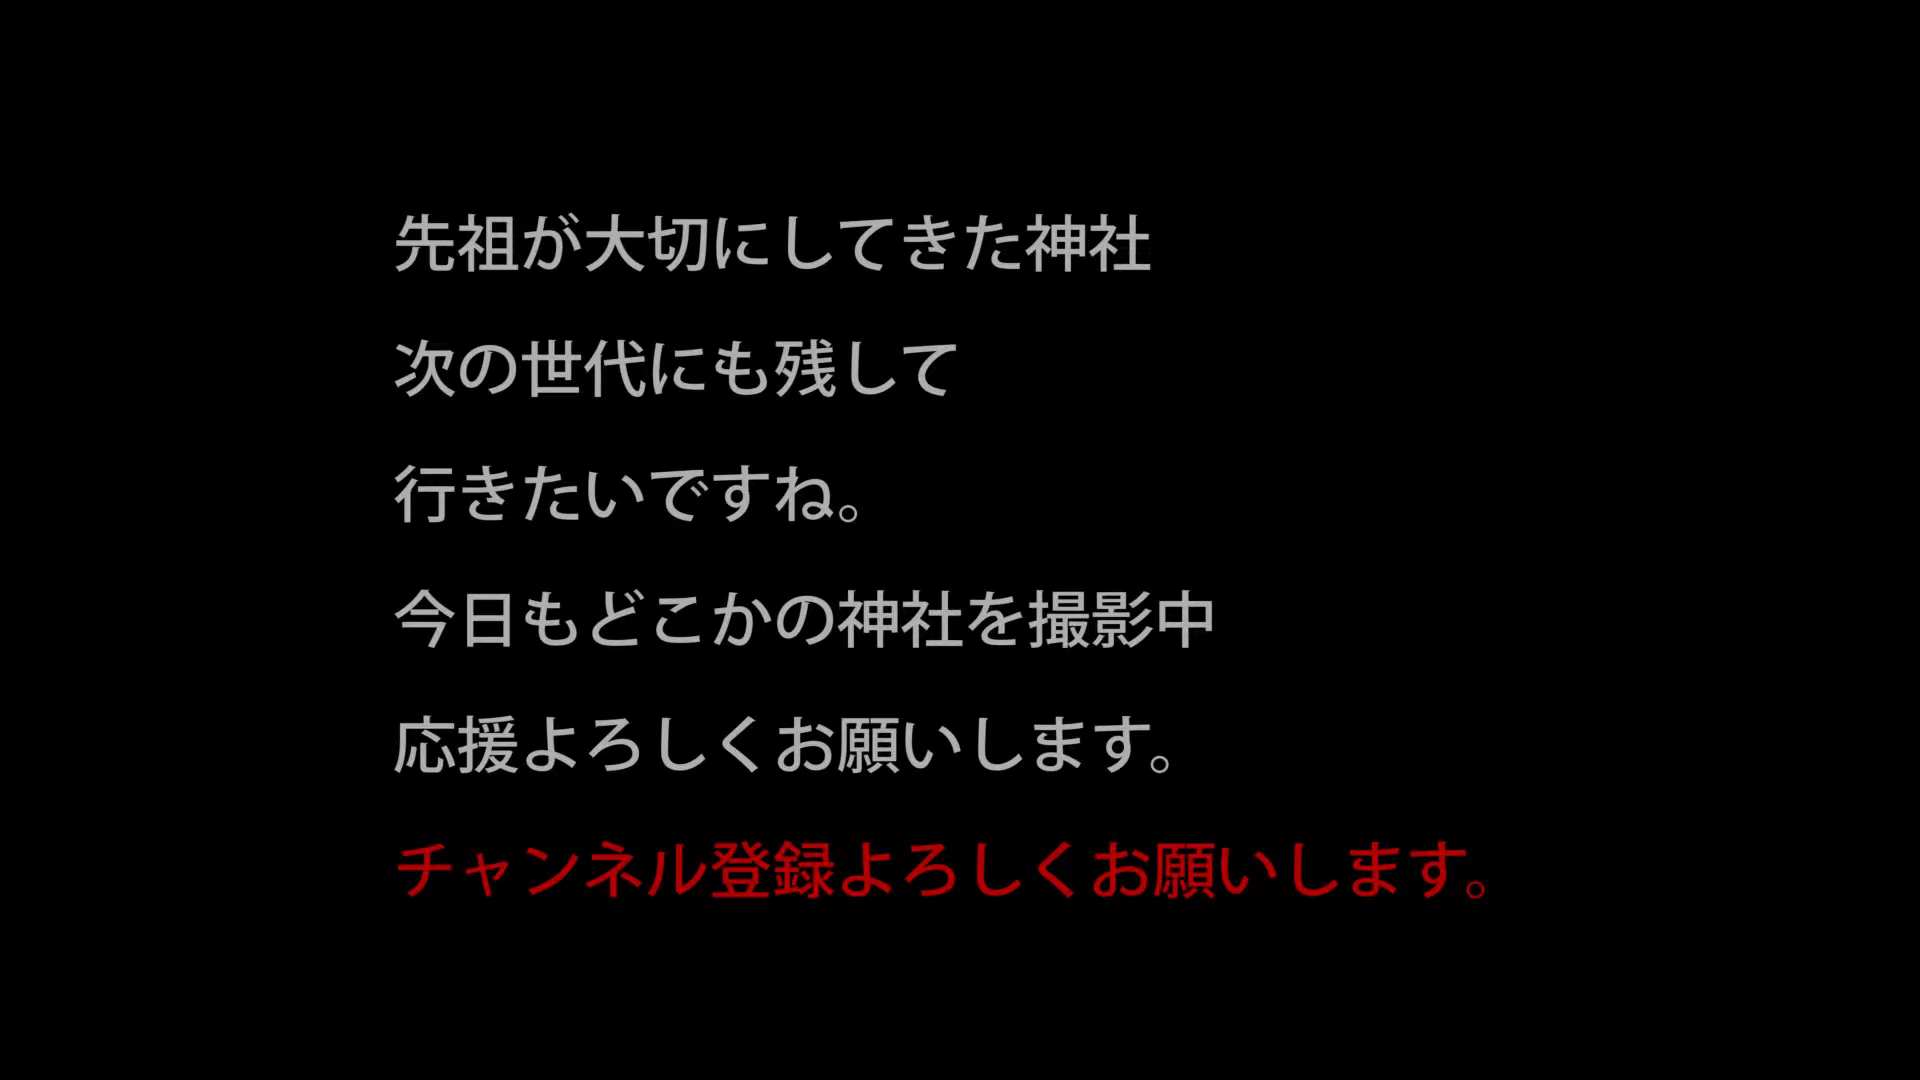 先祖が大切にしてきた神社
次の世代にも残して
行きたいですね。
今日もどこかの神社を撮影中
応援よろしくお願いします。
チャンネル登録よろしくお願いします。